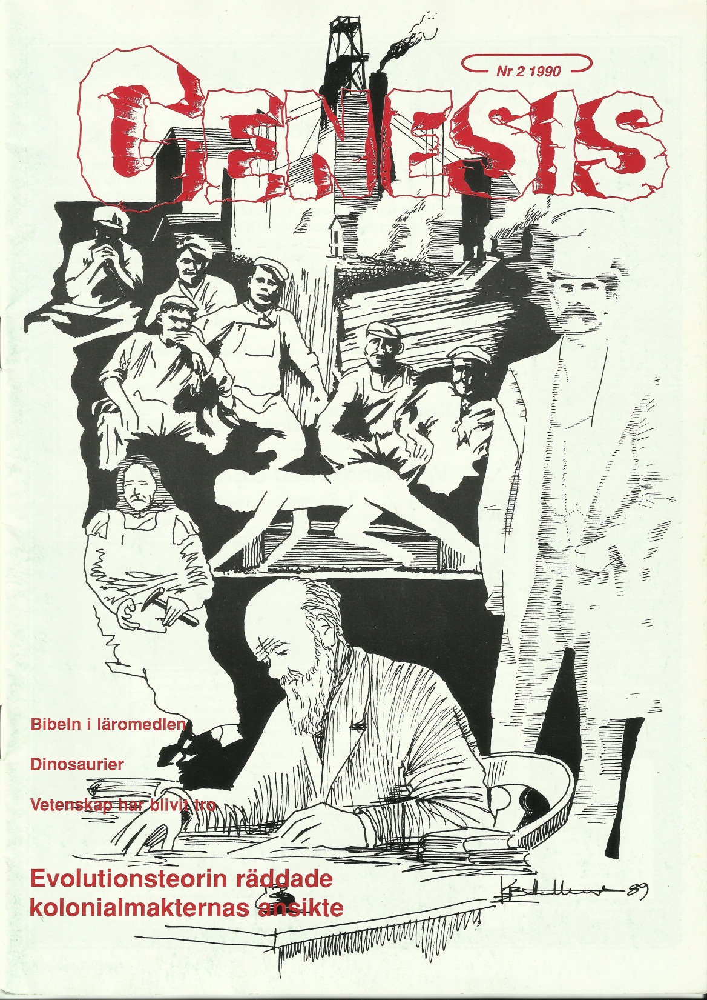 Nr 2 1990
GENESIS
Bibeln i läromedlen
Dinosaurier
Vetenskap har blivit tro
Evolutionsteorin räddade
kolonialmakternas ansikte
89